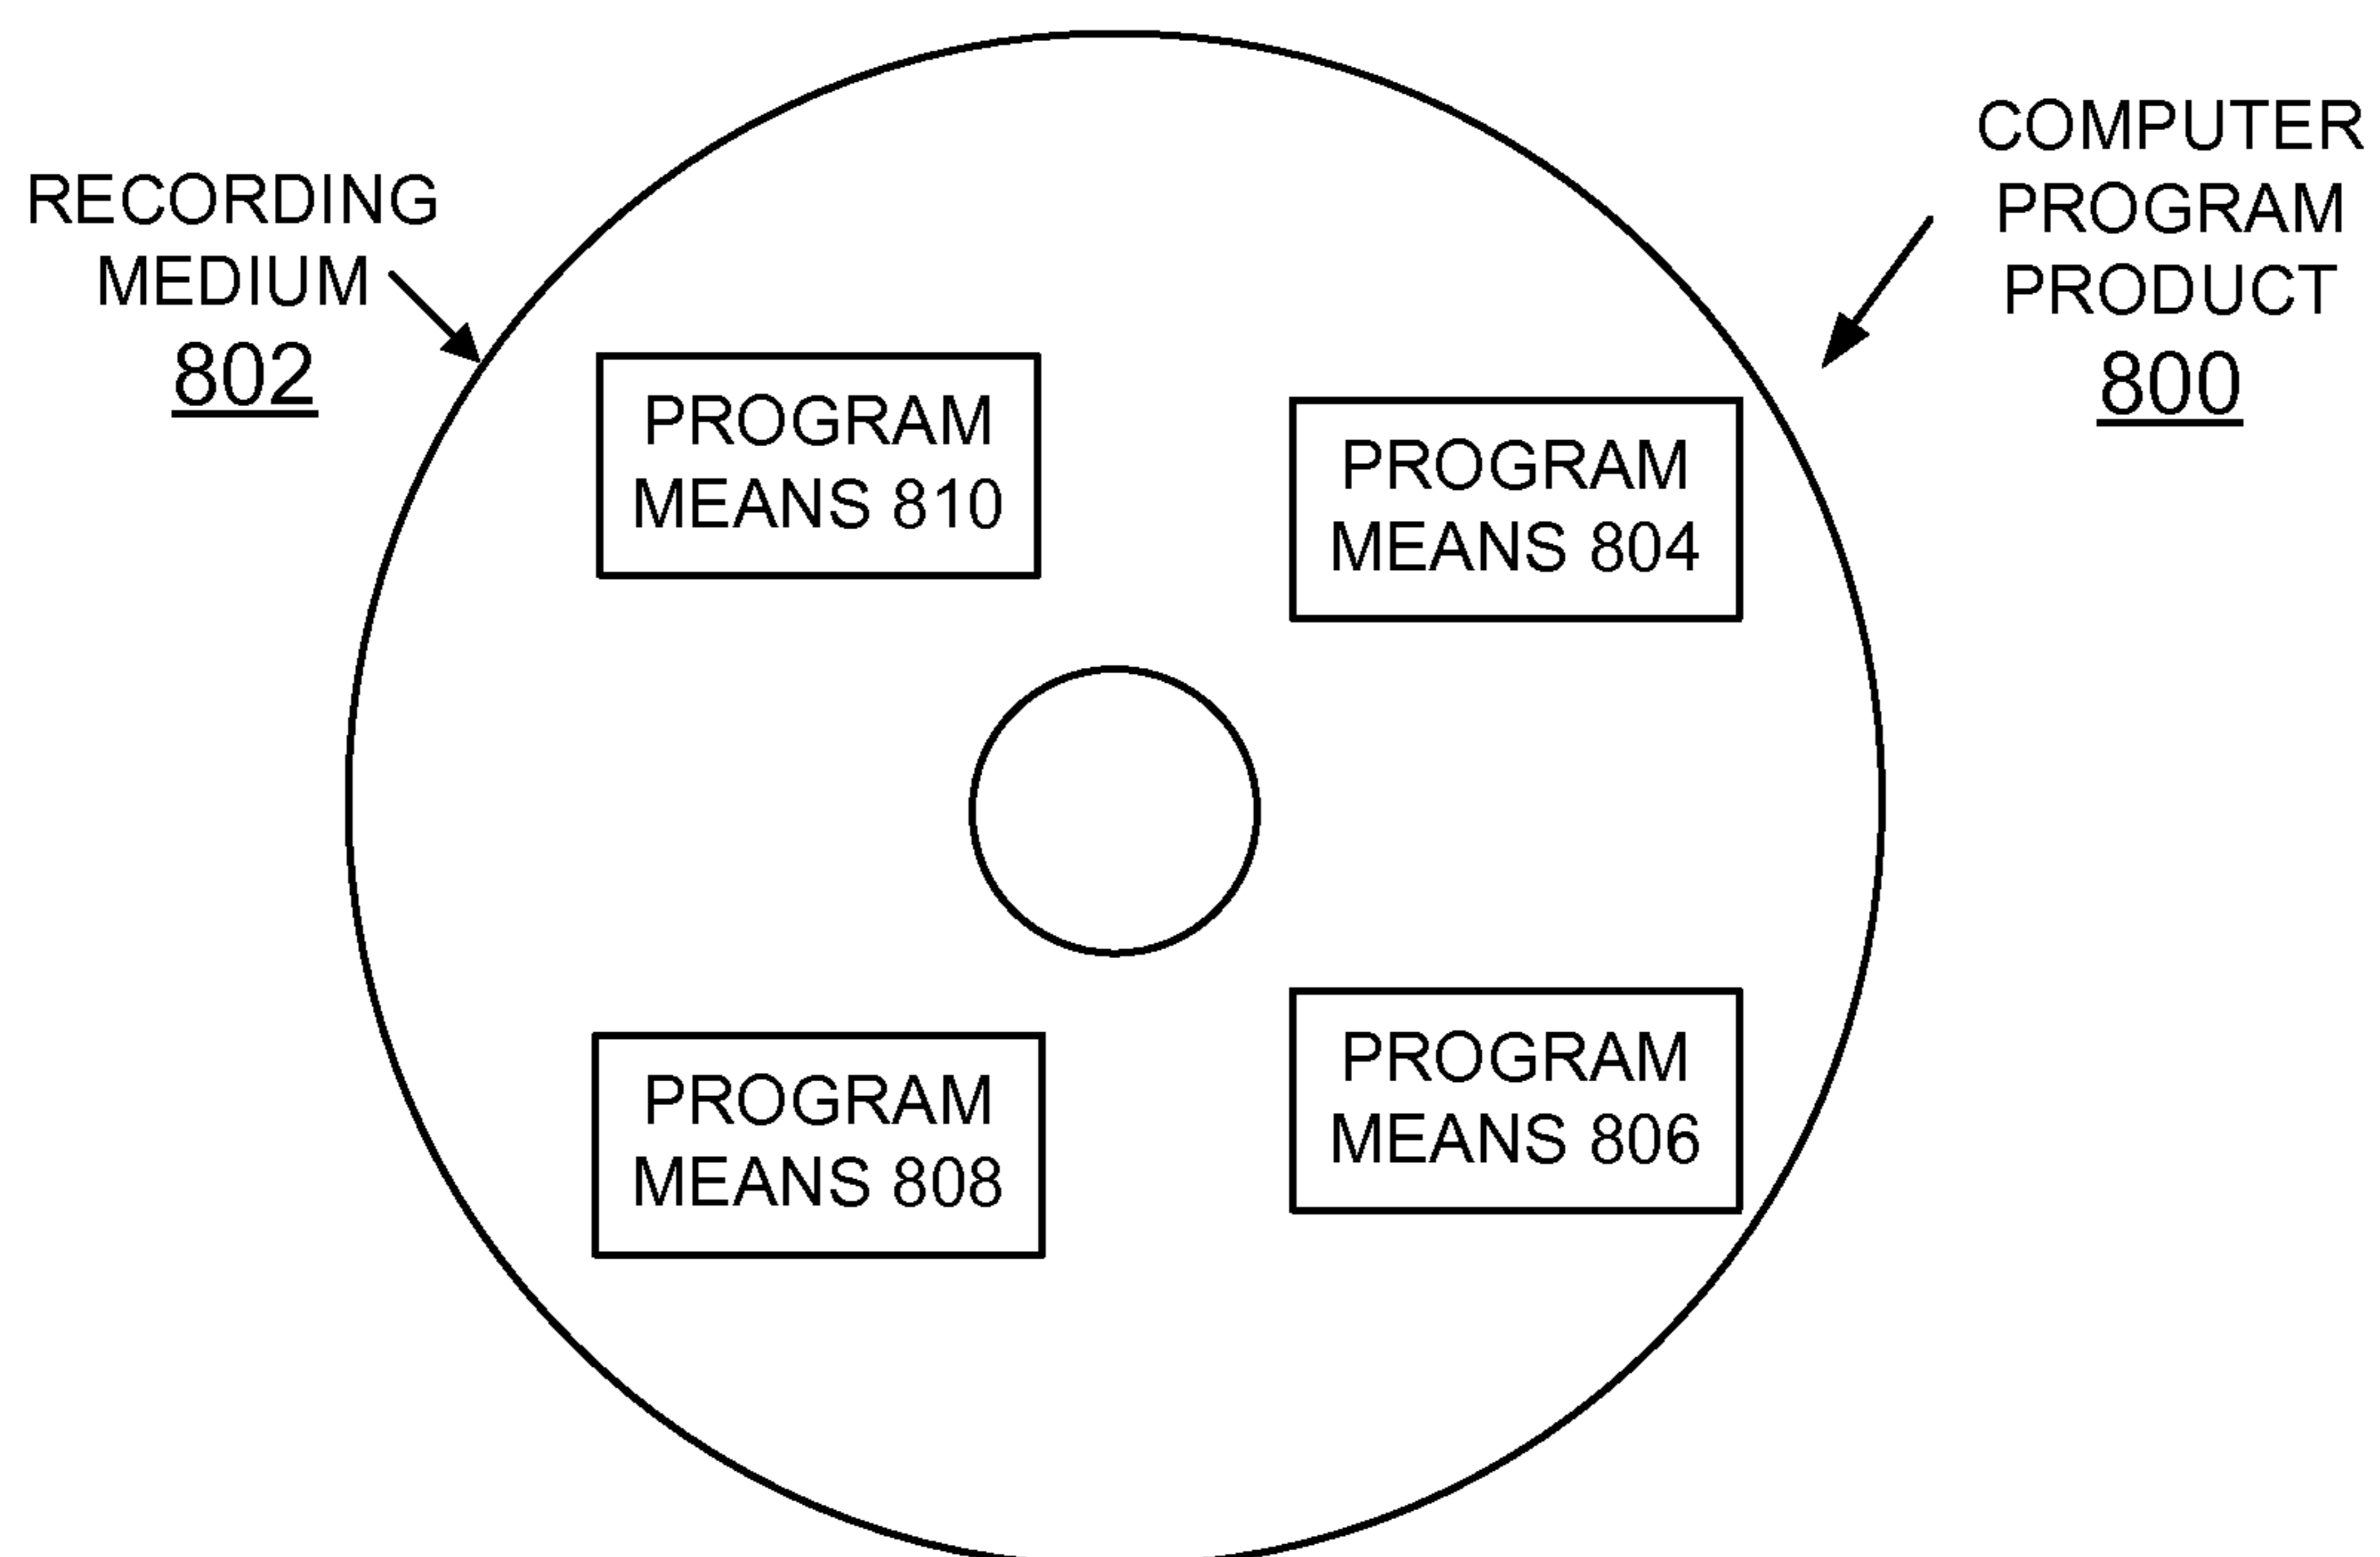 RECORDING
MEDIUM
802
COMPUTER
PROGRAM
PRODUCT
800
PROGRAM
MEANS 810
PROGRAM
MEANS 804
PROGRAM
MEANS 808
PROGRAM
MEANS 806